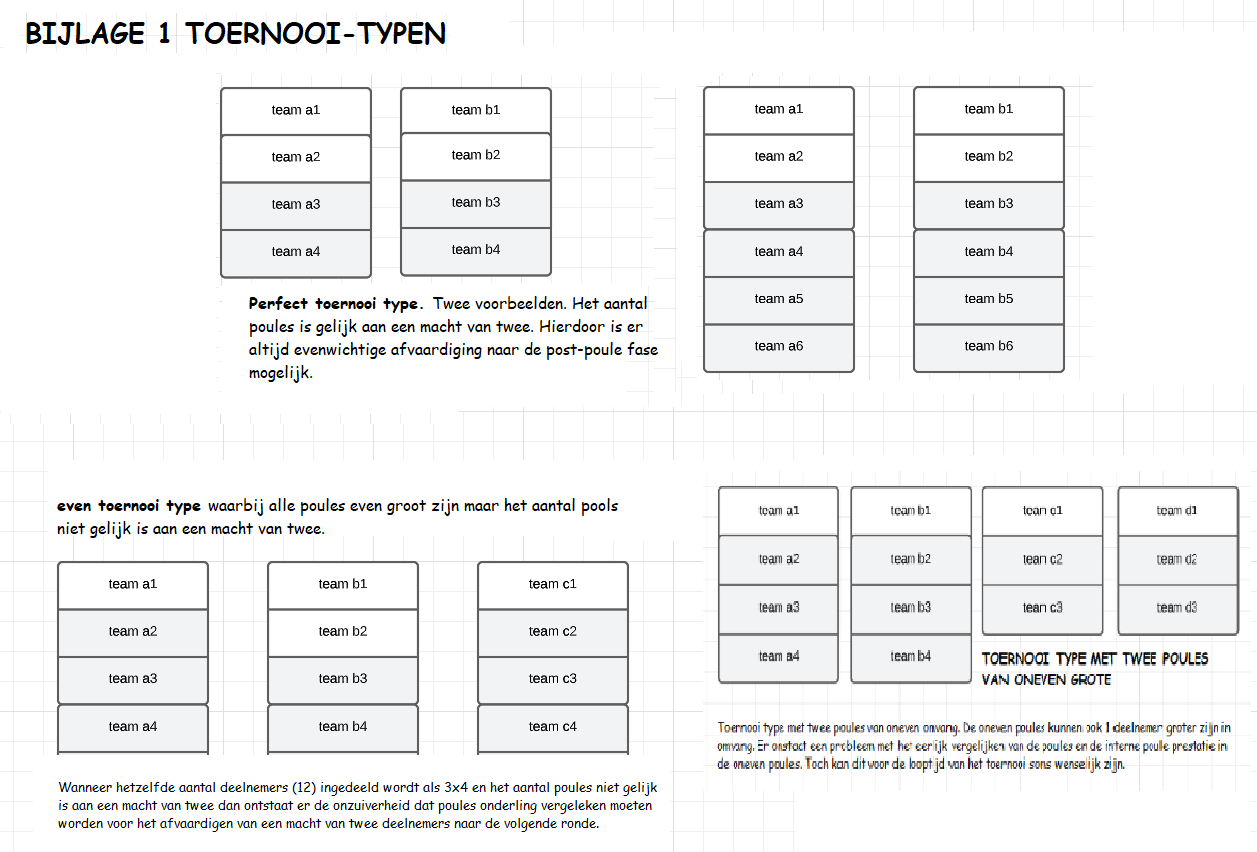 BIJLAGE 1 TOERNOOI-TYPEN
team a1
team a2
team a3
team a4
team b1
team b2
team b3
team b4
Perfect toernooi type. Twee voorbeelden. Het aantal
poules is gelijk aan een macht van twee. Hierdoor is er
altijd evenwichtige afvaardiging naar de post-poule fase
mogelijk.
team a1
team a2
team a3
team a4
team a5
team a6
team b1
team b2
team b3
team b4
team b5
team b6
even toernooi type waarbij alle poules even groot zijn maar het aantal pools
niet gelijk is aan een macht van twee.
team a1
team a2
team a3
team a4
team b1
team b2
team b3
team b4
team c1
team c2
team c3
team c4
Wanneer hetzelfde aantal deelnemers (12) ingedeeld wordt als 3x4 en het aantal poules niet gelijk
is aan een macht van twee dan ontstaat er de onzuiverheid dat poules onderling vergeleken moeten
worden voor het afvaardigen van een macht van twee deelnemers naar de volgende ronde.
team a1
team a2
team a3
team a4
team b1
team b2
team b3
team b4
team c1
team c2
team c3
team d1
team d2
team d3
TOERNOOI TYPE MET TWEE POULES
VAN ONEVEN GROTE
Toernooi type met twee poules van oneven omvang. De oneven poules kunnen ook 1 deelnemer groter zijn in
omvang. Er onstaat een probleem met het eerlijk vergelijken van de poules en de interne poule prestatie in
de oneven poules. Toch kan dit voor de looptijd van het toernooi soms wenselijk zijn.